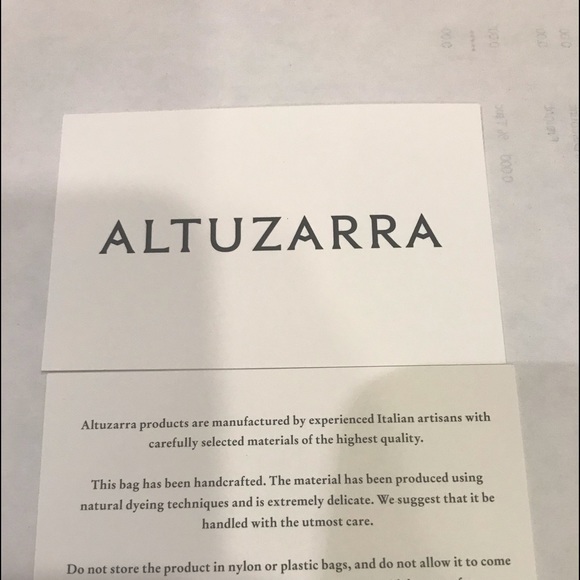 ALTUZARRA
Altuzarra products are manufactured by experienced Italian artisans with
carefully selected materials of the highest quality.
This bag has been handcrafted. The material has been produced using
natural dyeing techniques and is extremely delicate. We suggest that it be
handled with the utmost care.
Do not store the product in nylon or plastic bags, and do not allow it to come